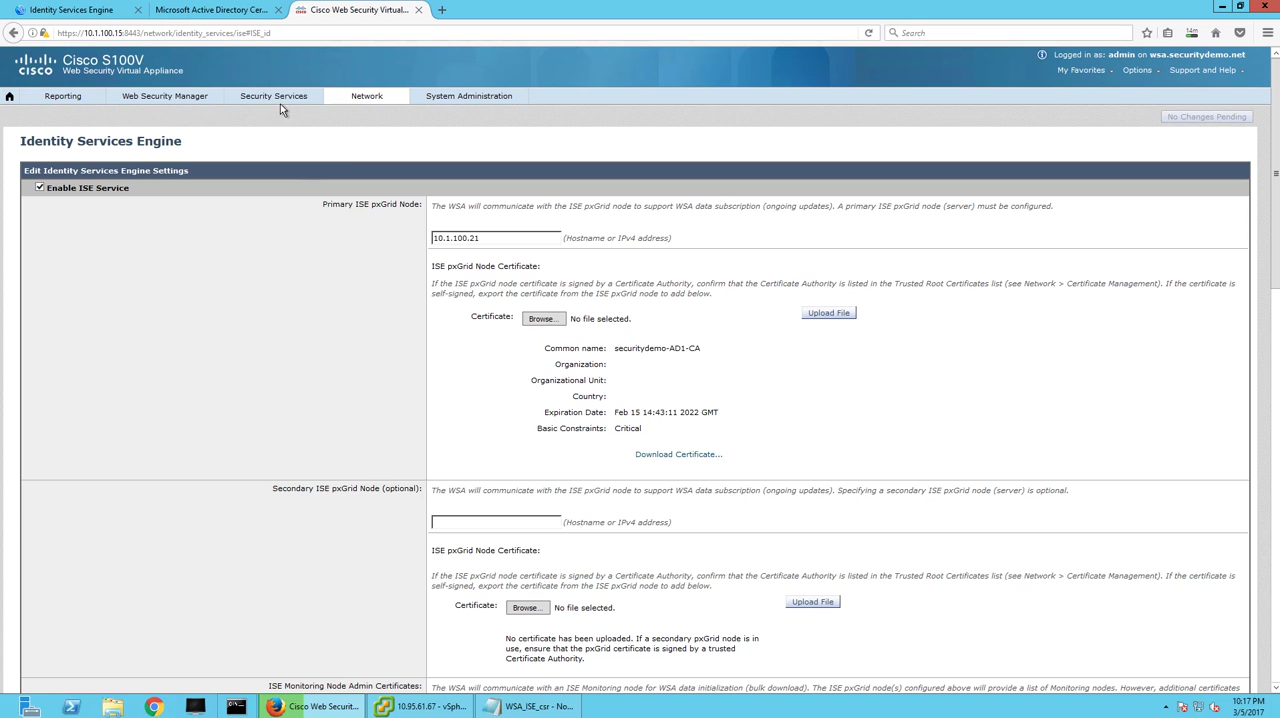 Identity Services Engine
Microsoft Active Directory Cer...
Cisco Web Security Virtual...
https://10.1.100.15:8443/network/identity_services/ise#ISE_id
Search
cisco
Cisco S100V
Web Security Virtual Appliance
Logged in as: admin on wsa.securitydemo.net
My Favorites
Options
Support and Help
Reporting
Web Security Manager
Security Services
Network
System Administration
No Changes Pending
Identity Services Engine
Edit Identity Services Engine Settings
Enable ISE Service
Primary ISE pxGrid Node:
The WSA will communicate with the ISE pxGrid node to support WSA data subscription (ongoing updates). A primary ISE pxGrid node (server) must be configured.
10.1.100.21
(Hostname or IPv4 address)
ISE pxGrid Node Certificate:
If the ISE pxGrid node certificate is signed by a Certificate Authority, confirm that the Certificate Authority is listed in the Trusted Root Certificates list (see Network > Certificate Management). If the certificate is
self-signed, export the certificate from the ISE pxGrid node to add below.
Certificate:
Browse...
No file selected.
Upload File
Common name: securitydemo-AD1-CA
Organization:
Organizational Unit:
Country:
Expiration Date: Feb 15 14:43:11 2022 GMT
Basic Constraints: Critical
Download Certificate...
Secondary ISE pxGrid Node (optional):
The WSA will communicate with the ISE pxGrid node to support WSA data subscription (ongoing updates). Specifying a secondary ISE pxGrid node (server) is optional.
(Hostname or IPv4 address)
ISE pxGrid Node Certificate:
If the ISE pxGrid node certificate is signed by a Certificate Authority, confirm that the Certificate Authority is listed in the Trusted Root Certificates list (see Network > Certificate Management). If the certificate is
self-signed, export the certificate from the ISE pxGrid node to add below.
Certificate:
Browse...
No file selected.
Upload File
No certificate has been uploaded. If a secondary pxGrid node is in
use, ensure that the pxGrid certificate is signed by a trusted
Certificate Authority.
ISE Monitoring Node Admin Certificates:
The WSA will communicate with an ISE Monitoring node for WSA data initialization (bulk download). The ISE pxGrid node(s) configured above will provide a list of Monitoring nodes. However, additional certificates
Cisco Web Securit...
10.95.61.67 - vSph...
WSA_ISE_csr - No...
10:17 PM
3/5/2017